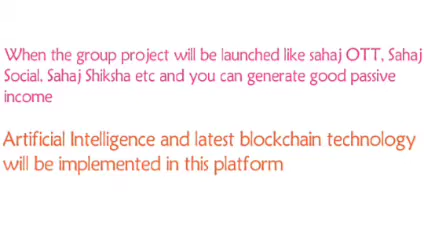 When the group project will be launched like sahaj OTT, Sahaj
Social, Sahaj Shiksha etc and you can generate good passive
income
Artificial Intelligence and latest blockchain technology
will be implemented in this platform